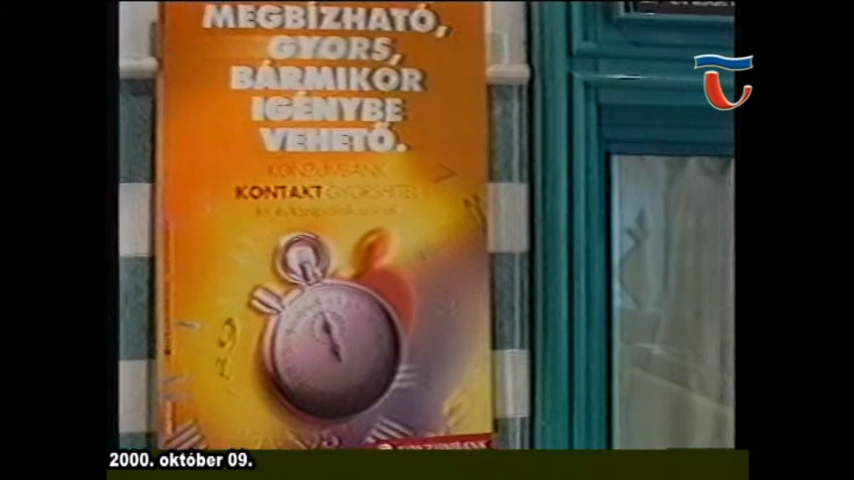 MEGBÍZHATÓ,
GYORS,
BÁRMIKOR
IGÉNYBE
VEHETŐ.
KONZUMBANK
KONTAKT GYORSHITEL
2000. október 09.